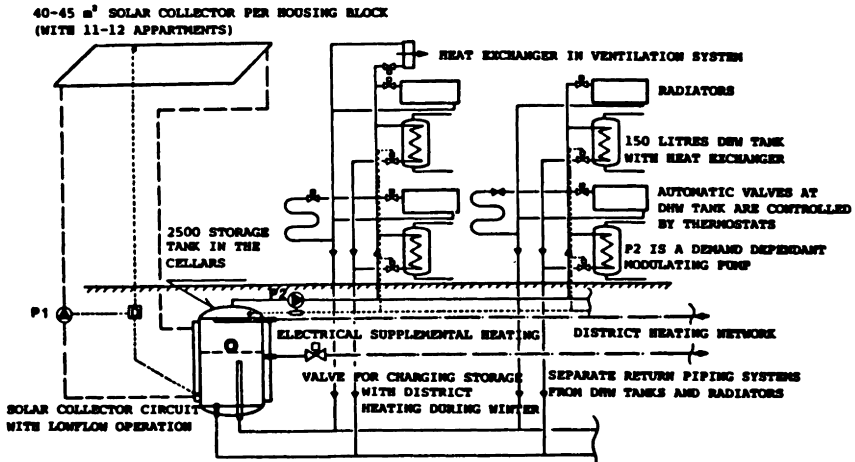 40-45 m² SOLAR COLLECTOR PER HOUSING BLOCK
(WITH 11-12 APPARTMENTS)
HEAT EXCHANGER IN VENTILATION SYSTEM
RADIATORS
150 LITRES DHW TANK
WITH HEAT EXCHANGER
AUTOMATIC VALVES AT
DHW TANK ARE CONTROLLED
BY THERMOSTATS
2500 STORAGE
TANK IN THE
CELLARS
P2 IS A DEMAND DEPENDANT
MODULATING PUMP
P2
P1
ELECTRICAL SUPPLEMENTAL HEATING
DISTRICT HEATING NETWORK
VALVE FOR CHARGING STORAGE
WITH DISTRICT
HEATING DURING WINTER
SEPARATE RETURN PIPING SYSTEMS
FROM DHW TANKS AND RADIATORS
SOLAR COLLECTOR CIRCUIT
WITH LOWFLOW OPERATION